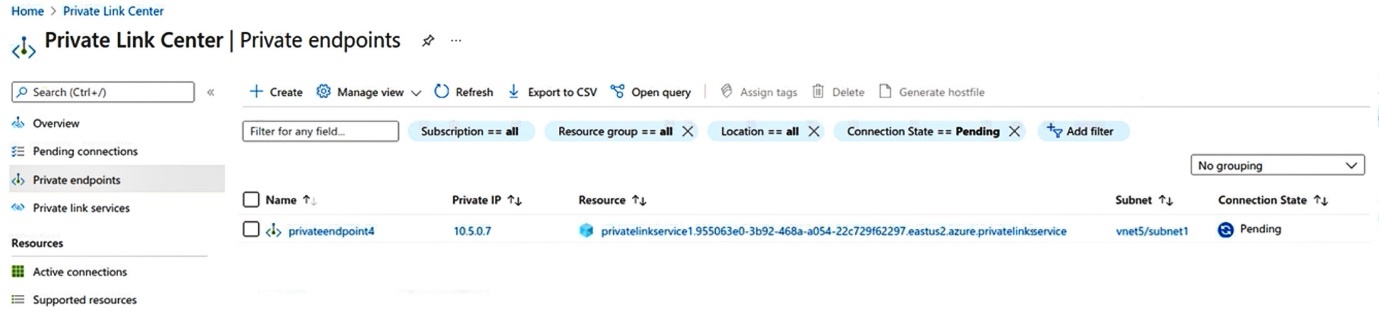 Home > Private Link Center
Private Link Center | Private endpoints ...
Search (Ctrl+/) «
+ Create Manage view Refresh Export to CSV Open query Assign tags Delete Generate hostfile
Overview
Filter for any field... Subscription == all Resource group == all Location == all Connection State == Pending Add filter
Pending connections
No grouping
Private endpoints
Name Private IP Resource Subnet Connection State
Private link services
privateendpoint4 10.5.0.7 privatelinkservice1.955063e0-3b92-468a-a054-22c729f62297.eastus2.azure.privatelinksservice vnet5/subnet1 Pending
Resources
Active connections
Supported resources